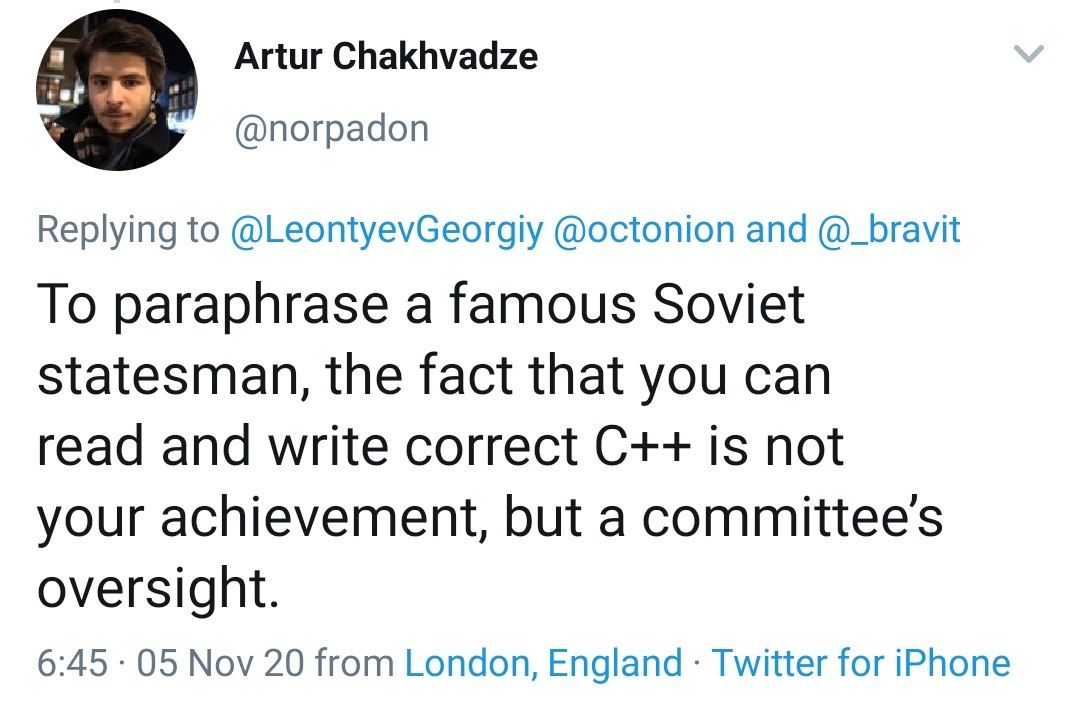 Artur Chakhvadze
@norpadon
Replying to @LeontyevGeorgiy @octonion and @_bravit
To paraphrase a famous Soviet
statesman, the fact that you can
read and write correct C++ is not
your achievement, but a committee’s
oversight.
6:45 · 05 Nov 20 from London, England · Twitter for iPhone